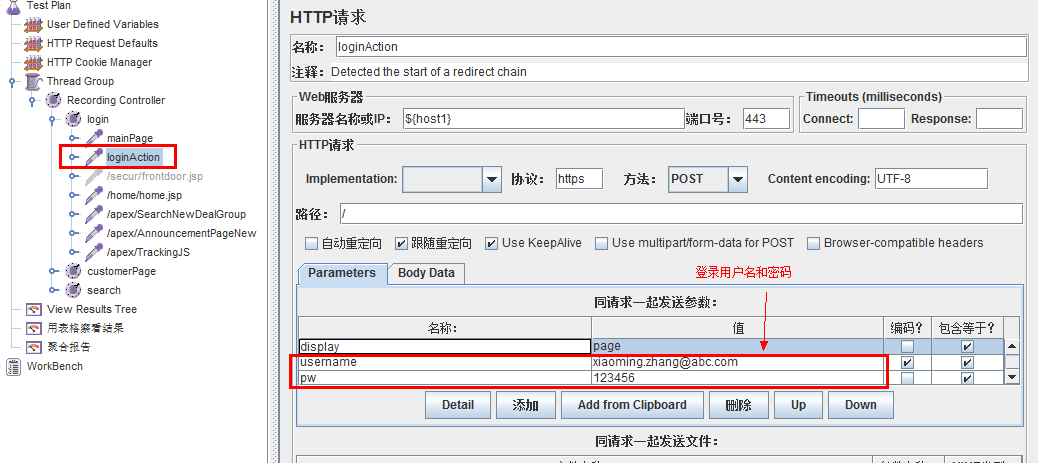 Test Plan
User Defined Variables
HTTP Request Defaults
HTTP Cookie Manager
Thread Group
Recording Controller
login
mainPage
loginAction
/secur/frontdoor.jsp
/home/home.jsp
/apex/SearchNewDealGroup
/apex/AnnouncementPageNew
/apex/TrackingJS
customerPage
search
View Results Tree
用表格察看结果
聚合报告
WorkBench
HTTP请求
名称： loginAction
注释： Detected the start of a redirect chain
Web服务器
服务器名称或IP： ${host1} 端口号： 443
Timeouts (milliseconds)
Connect: Response:
HTTP请求
Implementation: 协议： https 方法： POST Content encoding: UTF-8
路径： /
自动重定向 跟随重定向 Use KeepAlive Use multipart/form-data for POST Browser-compatible headers
Parameters Body Data
登录用户名和密码
同请求一起发送参数：
名称： 值 编码？ 包含等于？
display page
username xiaoming.zhang@abc.com
pw 123456
Detail 添加 Add from Clipboard 删除 Up Down
同请求一起发送文件：